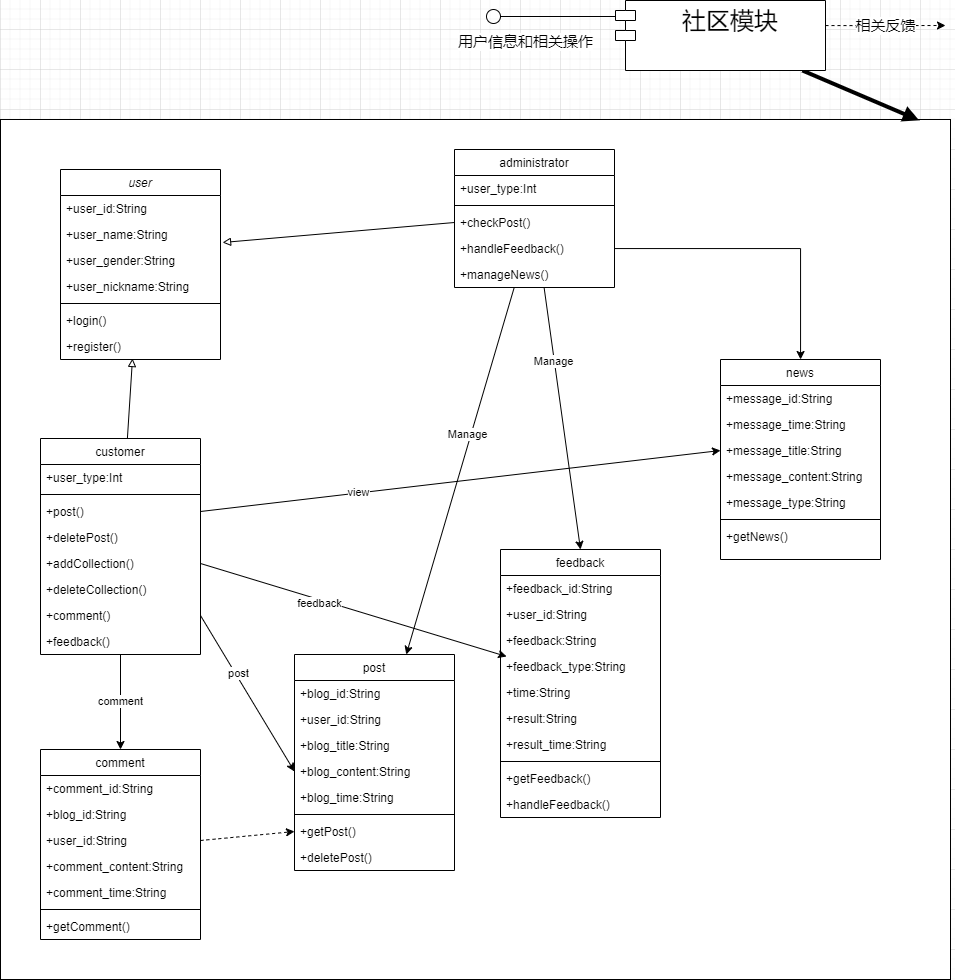 社区模块
相关反馈
用户信息和相关操作
user
+user_id:String
+user_name:String
+user_gender:String
+user_nickname:String
+login()
+register()
administrator
+user_type:Int
+checkPost()
+handleFeedback()
+manageNews()
Manage
Manage
news
+message_id:String
+message_time:String
+message_title:String
+message_content:String
+message_type:String
+getNews()
customer
+user_type:Int
+post()
+deletePost()
+addCollection()
+deleteCollection()
+comment()
+feedback()
view
feedback
post
comment
feedback
+feedback_id:String
+user_id:String
+feedback:String
+feedback_type:String
+time:String
+result:String
+result_time:String
+getFeedback()
+handleFeedback()
post
+blog_id:String
+user_id:String
+blog_title:String
+blog_content:String
+blog_time:String
+getPost()
+deletePost()
comment
+comment_id:String
+blog_id:String
+user_id:String
+comment_content:String
+comment_time:String
+getComment()